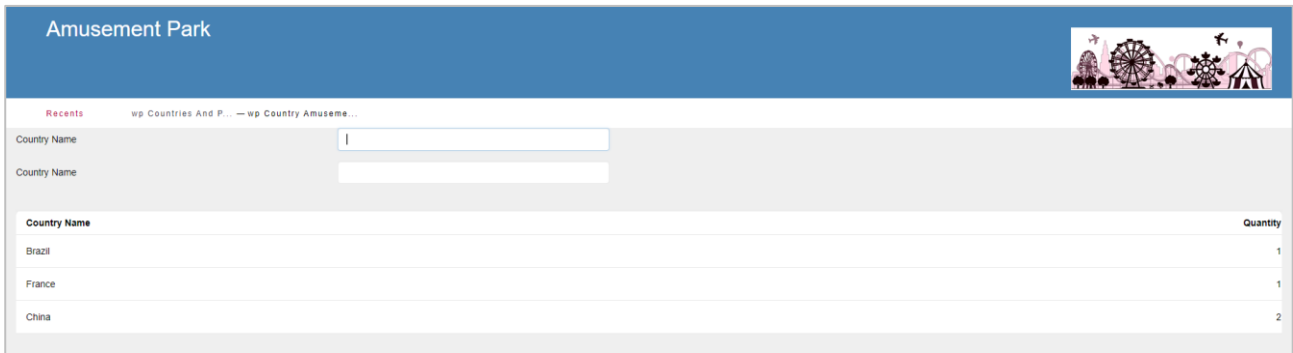 Amusement Park
Recents wp Countries And P... — wp Country Amuseme...
Country Name
Country Name
Country Name Quantity
Brazil 1
France 1
China 2